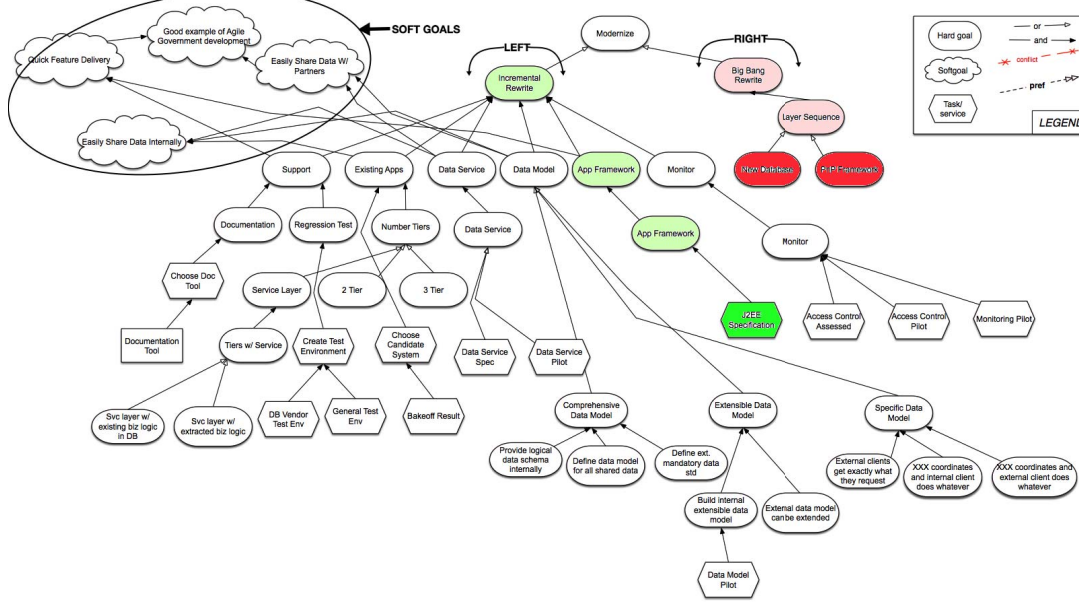 Good example of Agile
Government development
SOFT GOALS
Quick Feature Delivery
Easily Share Data W/
Partners
Easily Share Data Internally
Modernize
LEFT
RIGHT
Incremental
Rewrite
Big Bang
Rewrite
Layer Sequence
New Database
Framework
Hard goal
Softgoal
Task/
service
or
and
conflict
pref
LEGEND
Support
Existing Apps
Data Service
Data Model
App Framework
Monitor
Documentation
Regression Test
Number Tiers
Data Service
App Framework
Monitor
Choose Doc
Tool
Service Layer
2 Tier
3 Tier
J2EE
Specification
Access Control
Assessed
Access Control
Pilot
Monitoring Pilot
Documentation
Tool
Tiers w/ Service
Create Test
Environment
Choose
Candidate
System
Data Service
Spec
Data Service
Pilot
Svc layer w/
existing biz logic
in DB
Svc layer w/
extracted biz logic
DB Vendor
Test Env
General Test
Env
Bakeoff Result
Comprehensive
Data Model
Extensible Data
Model
Specific Data
Model
Provide logical
data schema
internally
Define data model
for all shared data
Define ext.
mandatory data
std
External clients
get exactly what
they request
XXX coordinates
and internal client
does whatever
XXX coordinates and
external client does
whatever
Build internal
extensible data
model
External data model
can be extended
Data Model
Pilot